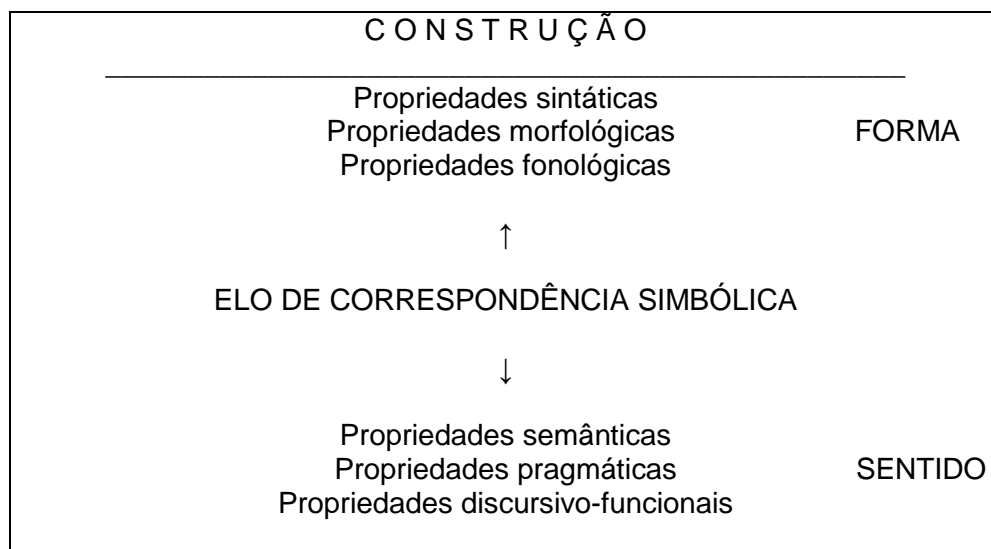 C O N S T R U Ç Ã O
Propriedades sintáticas
Propriedades morfológicas FORMA
Propriedades fonológicas
↑
ELO DE CORRESPONDÊNCIA SIMBÓLICA
↓
Propriedades semânticas
Propriedades pragmáticas SENTIDO
Propriedades discursivo-funcionais